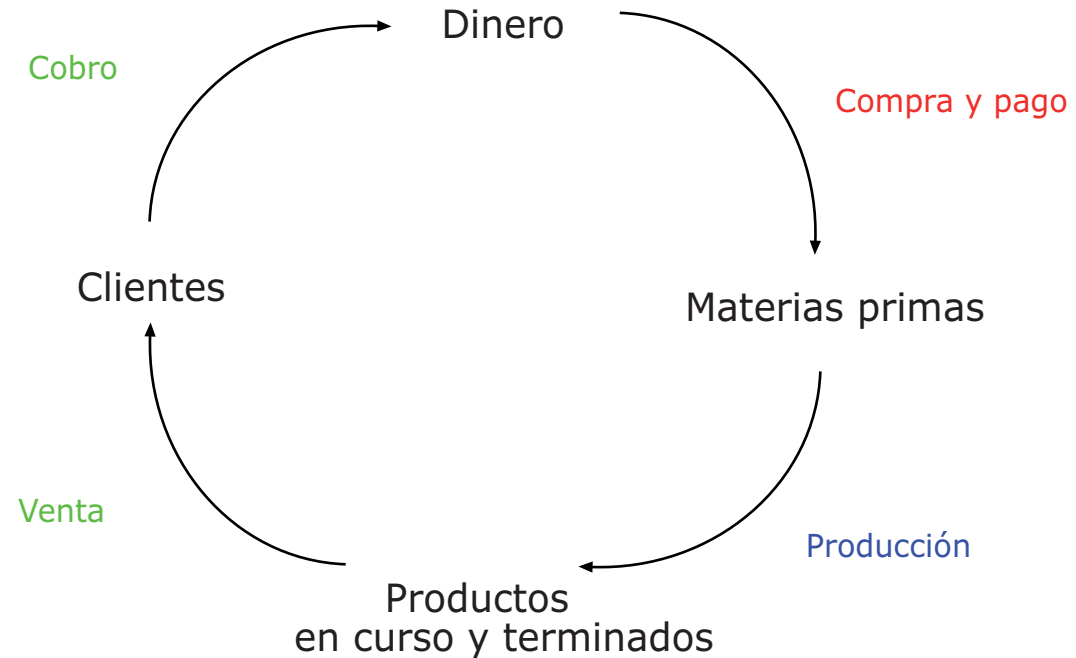 Dinero
Cobro
Compra y pago
Clientes
Materias primas
Venta
Producción
Productos
en curso y terminados